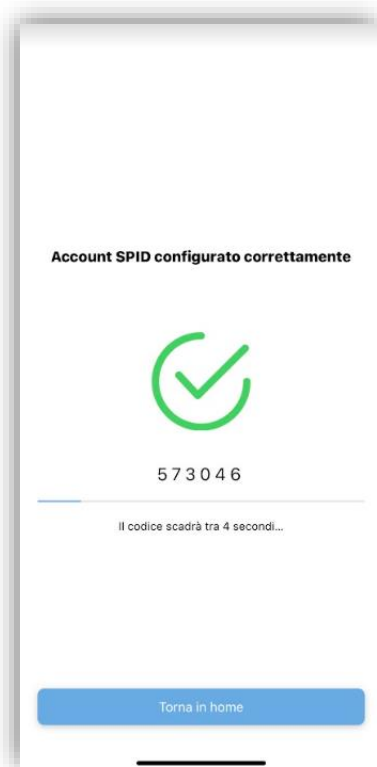 Account SPID configurato correttamente
573046
Il codice scadrà tra 4 secondi...
Torna in home